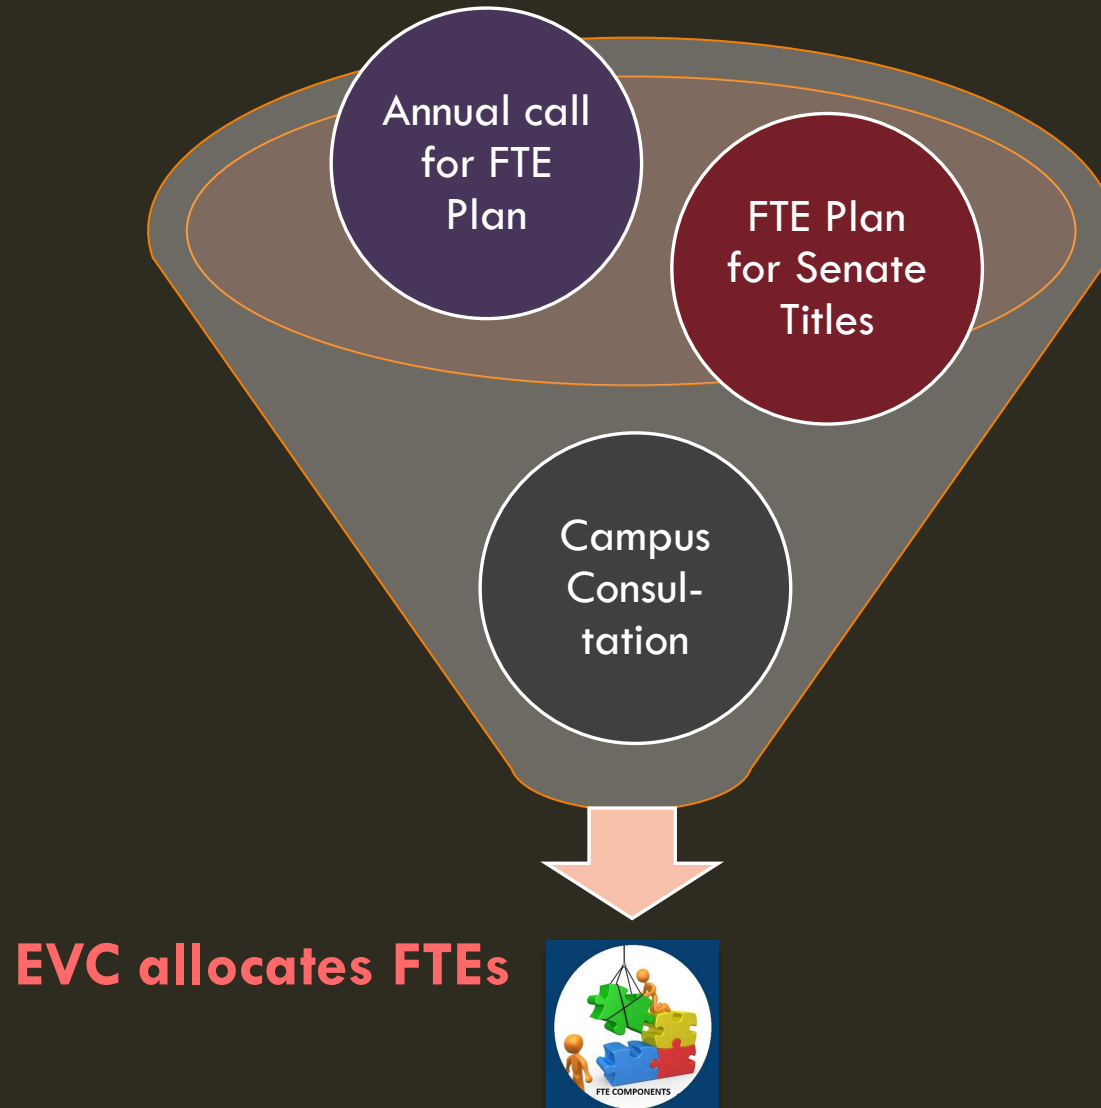 Annual call
for FTE
Plan
FTE Plan
for Senate
Titles
Campus
Consul-
tation
EVC allocates FTEs
FTE COMPONENTS